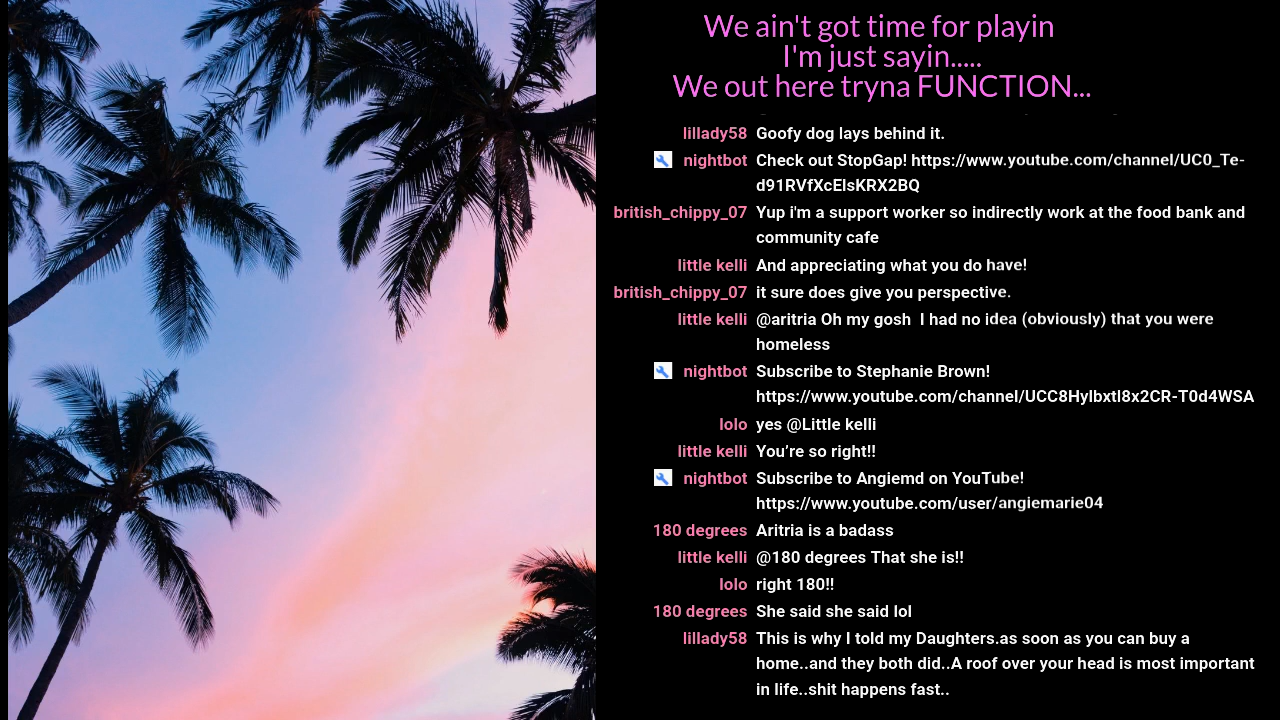 We ain't got time for playin
I'm just sayin.....
We out here tryna FUNCTION...
lillady58 Goofy dog lays behind it.
nightbot Check out StopGap! https://www.youtube.com/channel/UC0_Te-
d91RVfXcElsKRX2BQ
british_chippy_07 Yup i'm a support worker so indirectly work at the food bank and
community cafe
little kelli And appreciating what you do have!
british_chippy_07 it sure does give you perspective.
little kelli @aritria Oh my gosh  I had no idea (obviously) that you were
homeless
nightbot Subscribe to Stephanie Brown!
https://www.youtube.com/channel/UCC8Hylbxtl8x2CR-T0d4WSA
lolo yes @Little kelli
little kelli You’re so right!!
nightbot Subscribe to Angiemd on YouTube!
https://www.youtube.com/user/angiemarie04
180 degrees Aritria is a badass
little kelli @180 degrees That she is!!
lolo right 180!!
180 degrees She said she said lol
lillady58 This is why I told my Daughters.as soon as you can buy a
home..and they both did..A roof over your head is most important
in life..shit happens fast..